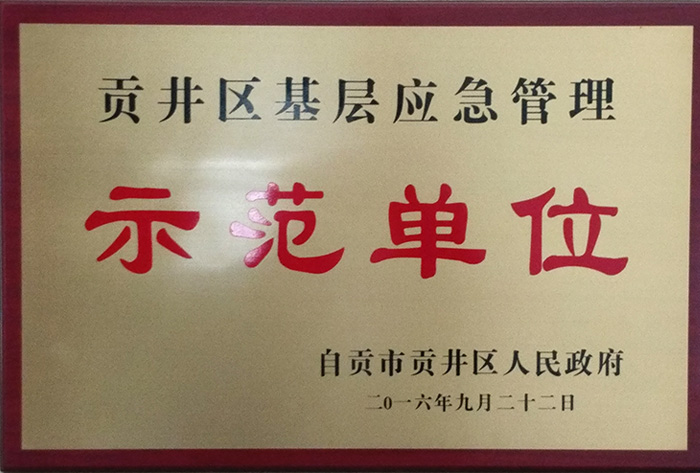 贡井区基层应急管理
示范单位
自贡市贡井区人民政府
二0一六年九月二十二日